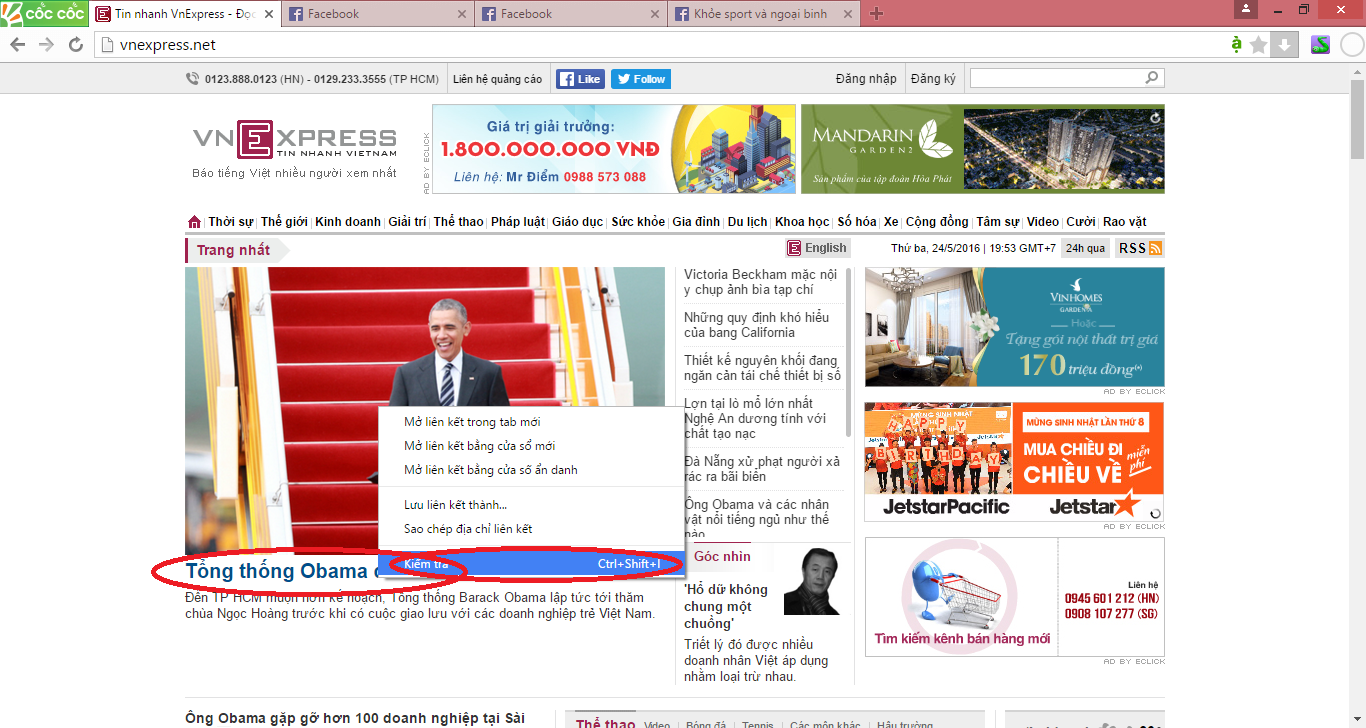 cốc cốc
Tin nhanh VnExpress - Đọc
Facebook
Facebook
Khỏe sport và ngoại binh
vnexpress.net
0123.888.0123 (HN) - 0129.233.3555 (TP HCM)
Liên hệ quảng cáo
Like
Follow
Đăng nhập
Đăng ký
VNEXPRESS
TIN NHANH VIETNAM
Báo tiếng Việt nhiều người xem nhất
AD BY ECLICK
Giá trị giải trưởng:
1.800.000.000 VNĐ
Liên hệ: Mr Điểm 0988 573 088
MANDARIN
GARDEN2
Sản phẩm của tập đoàn Hòa Phát
Thời sự Thế giới Kinh doanh Giải trí Thể thao Pháp luật Giáo dục Sức khỏe Gia đình Du lịch Khoa học Số hóa Xe Cộng đồng Tâm sự Video Cười Rao vặt
Trang nhất
English
Thứ ba, 24/5/2016 | 19:53 GMT+7
24h qua
RSS
Victoria Beckham mặc nội
y chụp ảnh bìa tạp chí
Những quy định khó hiểu
của bang California
Thiết kế nguyên khối đang
ngăn cản tái chế thiết bị số
Lợn tại lò mổ lớn nhất
Nghệ An dương tính với
chất tạo nạc
Đà Nẵng xử phạt người xả
rác ra bãi biển
Ông Obama và các nhân
vật nổi tiếng ngủ như thế
nào
VINHOMES
GARDENIA
Hoặc
Tặng gói nội thất trị giá
170 triệu đồng(*)
AD BY ECLICK
MỪNG SINH NHẬT
HAPPY
BIRTHDAY
JetstarPacific
MỪNG SINH NHẬT LẦN THỨ 8
MUA CHIỀU ĐI
CHIỀU VỀ
miễn
phí
Jetstar
AD BY ECLICK
Mở liên kết trong tab mới
Mở liên kết bằng cửa sổ mới
Mở liên kết bằng cửa sổ ẩn danh
Lưu liên kết thành...
Sao chép địa chỉ liên kết
Kiểm tra Ctrl+Shift+I
Tổng thống Obama
Đến TP HCM muộn hơn kế hoạch, Tổng thống Barack Obama lập tức tới thăm
chùa Ngọc Hoàng trước khi có cuộc giao lưu với các doanh nghiệp trẻ Việt Nam.
Góc nhìn
'Hổ dữ không
chung một
chuồng'
Triết lý đó được nhiều
doanh nhân Việt áp dụng
nhằm loại trừ nhau.
Liên hệ
0945 601 212 (HN)
0908 107 277 (SG)
Tìm kiếm kênh bán hàng mới
AD BY ECLICK
Ông Obama gặp gỡ hơn 100 doanh nghiệp tại Sài
Thể thao Video Bóng đá Tennis Các môn khác Hậu trường